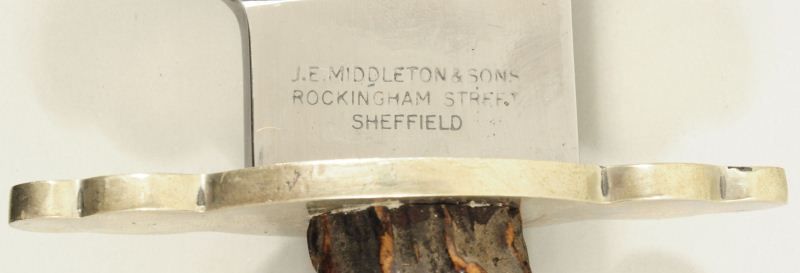 J.E. MIDDLETON & SONS
ROCKINGHAM STREET
SHEFFIELD